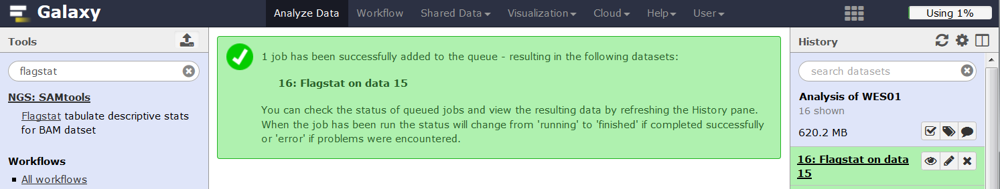 Galaxy
Analyze Data
Workflow
Shared Data
Visualization
Cloud
Help
User
Using 1%
Tools
flagstat
NGS: SAMtools
Flagstat tabulate descriptive stats
for BAM datset
Workflows
All workflows
1 job has been successfully added to the queue - resulting in the following datasets:
16: Flagstat on data 15
You can check the status of queued jobs and view the resulting data by refreshing the History pane.
When the job has been run the status will change from 'running' to 'finished' if completed successfully
or 'error' if problems were encountered.
History
search datasets
Analysis of WES01
16 shown
620.2 MB
16: Flagstat on data
15